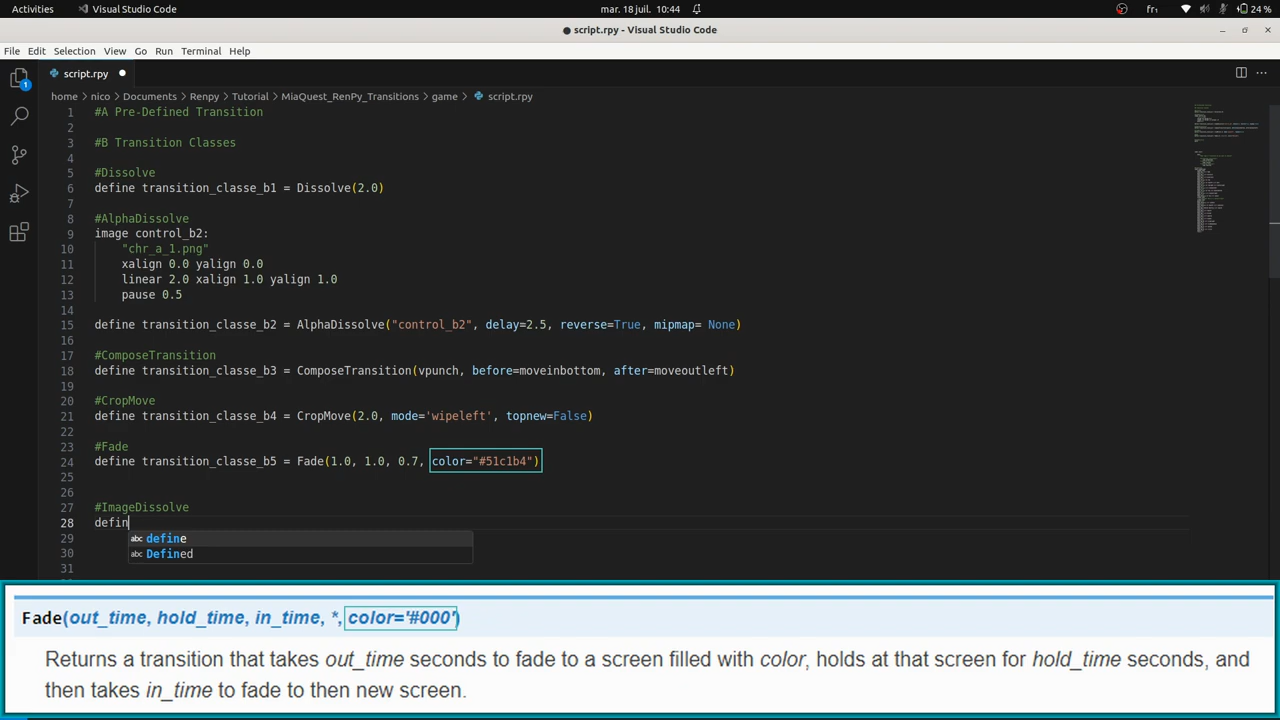 Activities
Visual Studio Code
mar. 18 juil. 10:44
fr₁
24 %
script.rpy - Visual Studio Code
File Edit Selection View Go Run Terminal Help
script.rpy
home > nico > Documents > Renpy > Tutorial > MiaQuest_RenPy_Transitions > game > script.rpy
1 #A Pre-Defined Transition
2
3 #B Transition Classes
4
5 #Dissolve
6 define transition_classe_b1 = Dissolve(2.0)
7
8 #AlphaDissolve
9 image control_b2:
10 "chr_a_1.png"
11 xalign 0.0 yalign 0.0
12 linear 2.0 xalign 1.0 yalign 1.0
13 pause 0.5
14
15 define transition_classe_b2 = AlphaDissolve("control_b2", delay=2.5, reverse=True, mipmap= None)
16
17 #ComposeTransition
18 define transition_classe_b3 = ComposeTransition(vpunch, before=moveinbottom, after=moveoutleft)
19
20 #CropMove
21 define transition_classe_b4 = CropMove(2.0, mode='wipeleft', topnew=False)
22
23 #Fade
24 define transition_classe_b5 = Fade(1.0, 1.0, 0.7, color="#51c1b4")
25
26
27 #ImageDissolve
28 defin
29 abc define
30 abc Defined
31
1
Fade(out_time, hold_time, in_time, *, color='#000')
Returns a transition that takes out_time seconds to fade to a screen filled with color, holds at that screen for hold_time seconds, and
then takes in_time to fade to then new screen.